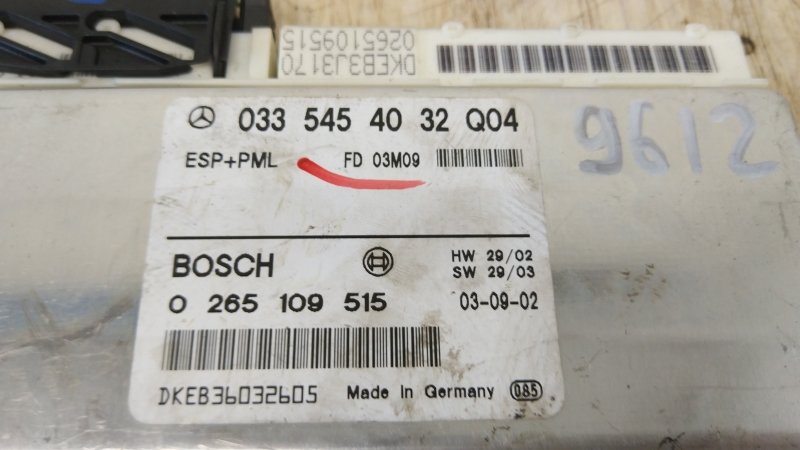 DKEB3J3170
0265109515
033 545 40 32 Q04
ESP+PML FD 03M09
9612
BOSCH HW 29/02
SW 29/03
0 265 109 515 03-09-02
DKEB36032605 Made in Germany 085